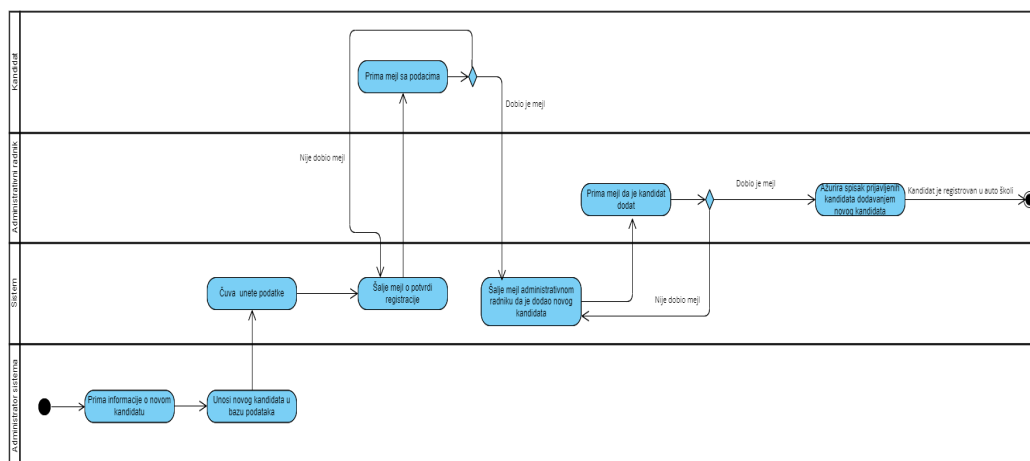 Kandidat
Prima mejl sa podacima
Dobio je mejl
Nije dobio mejl
Administrativni radnik
Prima mejl da je kandidat
dodat
Dobio je mejl
Ažurira spisak prijavljenih
kandidata dodavanjem
novog kandidata
Kandidat je registrovan u auto školi
Sistem
Čuva unete podatke
Šalje mejl o potvrdi
registracije
Šalje mejl administrativnom
radniku da je dodao novog
kandidata
Nije dobio mejl
Administrator sistema
Prima informacije o novom
kandidatu
Unosi novog kandidata u
bazu podataka